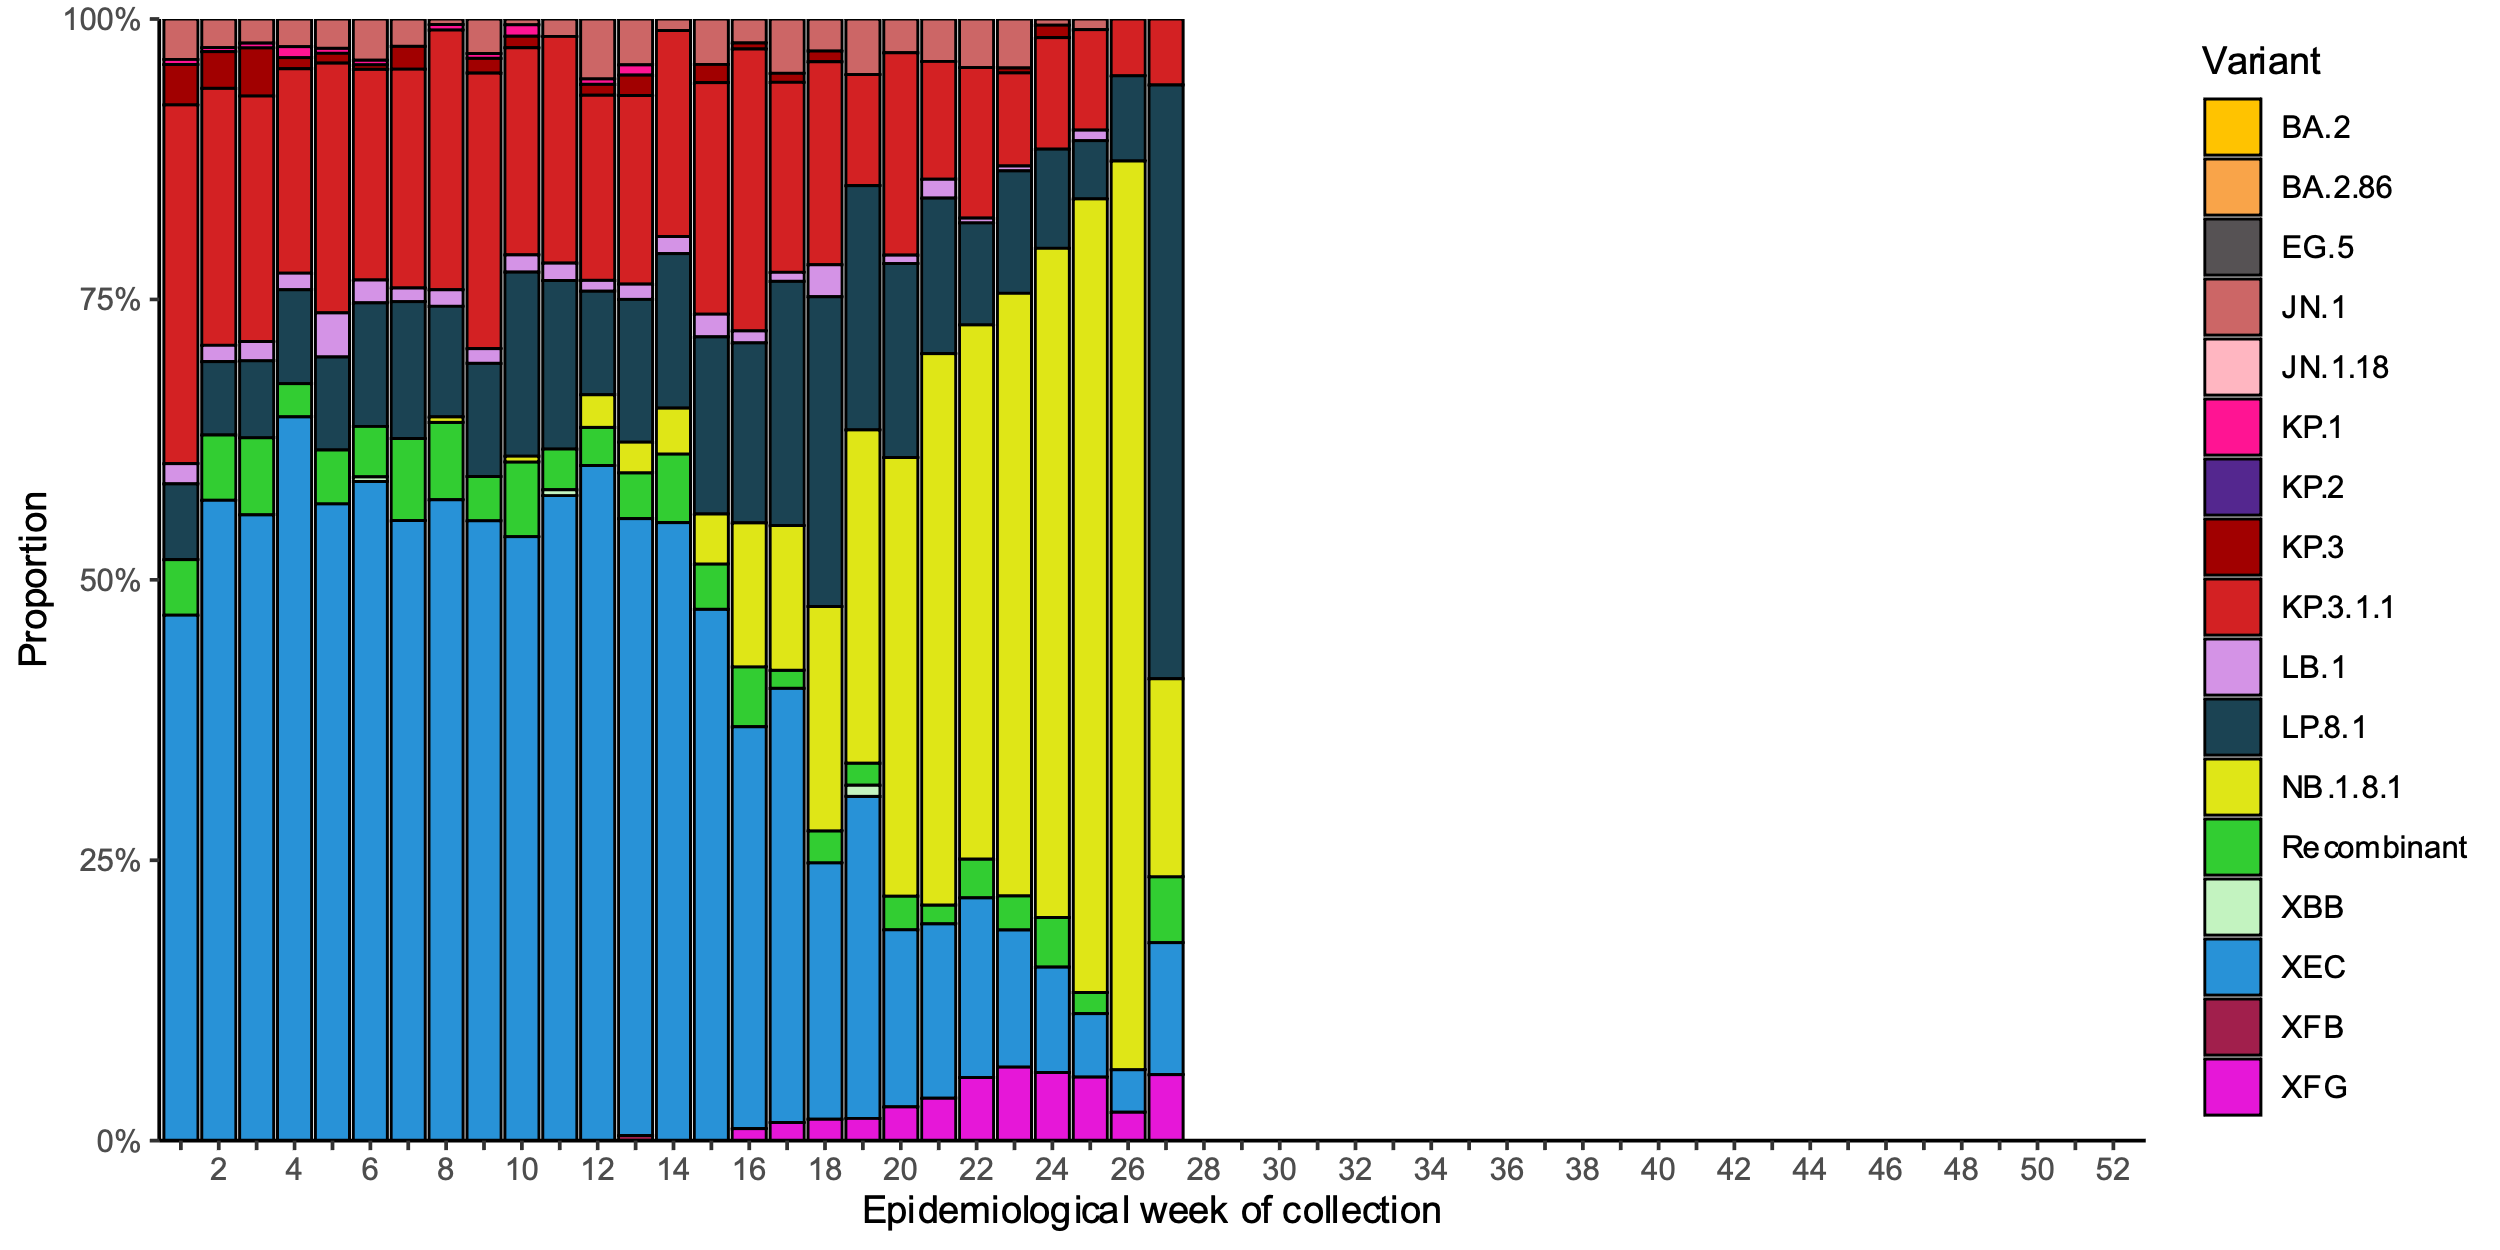 100%
75%
50%
25%
0%
Proportion
2 4 6 8 10 12 14 16 18 20 22 24 26 28 30 32 34 36 38 40 42 44 46 48 50 52
Epidemiological week of collection
Variant
BA.2
BA.2.86
EG.5
JN.1
JN.1.18
KP.1
KP.2
KP.3
KP.3.1.1
LB.1
LP.8.1
NB.1.8.1
Recombinant
XBB
XEC
XFB
XFG